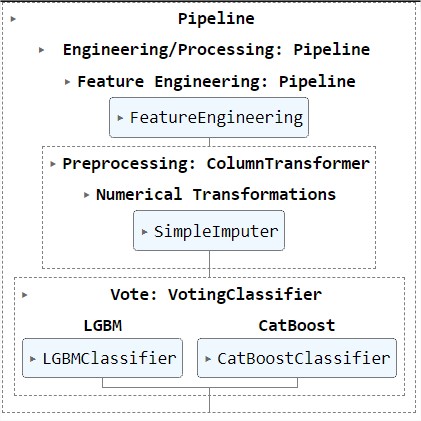 Pipeline
Engineering/Processing: Pipeline
Feature Engineering: Pipeline
FeatureEngineering
Preprocessing: ColumnTransformer
Numerical Transformations
SimpleImputer
Vote: VotingClassifier
LGBM CatBoost
LGBMClassifier CatBoostClassifier